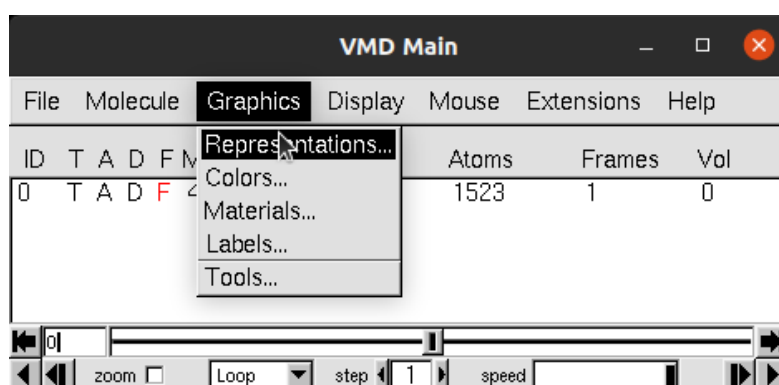 VMD Main
File Molecule Graphics Display Mouse Extensions Help
ID T A D F Atoms Frames Vol
Representations...
0 T A D F 4 1523 1 0
Colors...
Materials...
Labels...
Tools...
0
zoom Loop step 1 speed